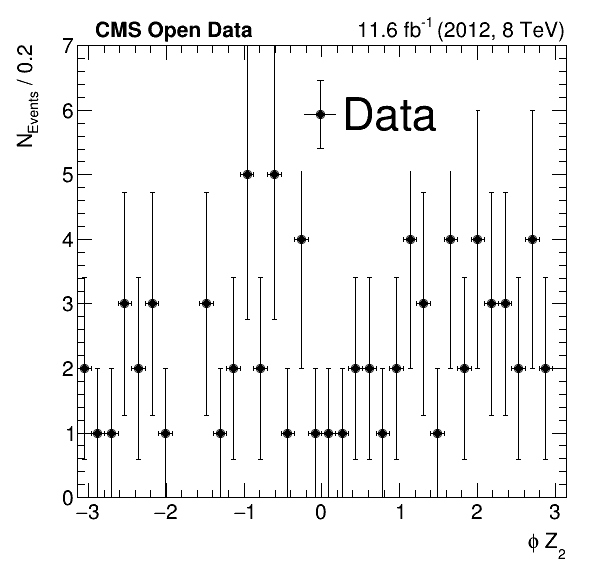 CMS Open Data 11.6 fb⁻¹ (2012, 8 TeV)
N_Events / 0.2
7
6
5
4
3
2
1
0
Data
−3 −2 −1 0 1 2 3
ϕ Z₂